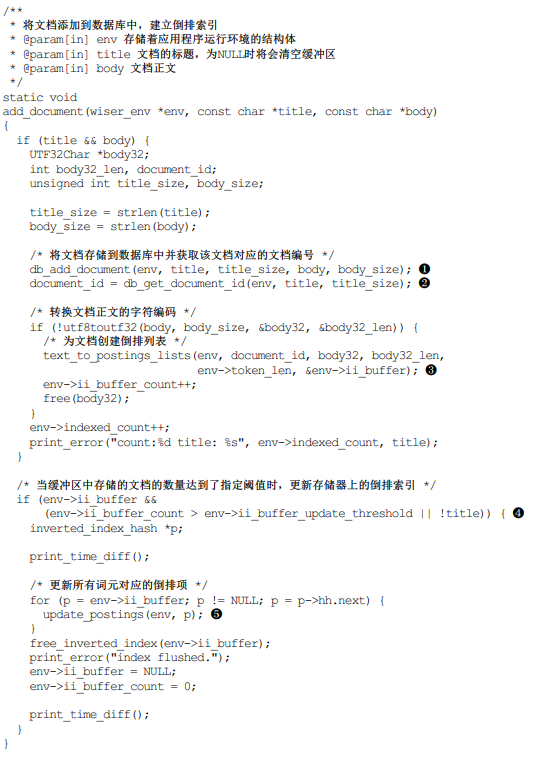 /**
 * 将文档添加到数据库中，建立倒排索引
 * @param[in] env 存储着应用程序运行环境的结构体
 * @param[in] title 文档的标题，为NULL时将会清空缓冲区
 * @param[in] body 文档正文
 */
static void
add_document(wiser_env *env, const char *title, const char *body)
{
  if (title && body) {
    UTF32Char *body32;
    int body32_len, document_id;
    unsigned int title_size, body_size;

    title_size = strlen(title);
    body_size = strlen(body);

    /* 将文档存储到数据库中并获取该文档对应的文档编号 */
    db_add_document(env, title, title_size, body, body_size); ❶
    document_id = db_get_document_id(env, title, title_size); ❷

    /* 转换文档正文的字符编码 */
    if (!utf8toutf32(body, body_size, &body32, &body32_len)) {
      /* 为文档创建倒排列表 */
      text_to_postings_lists(env, document_id, body32, body32_len,
                             env->token_len, &env->ii_buffer); ❸
      env->ii_buffer_count++;
      free(body32);
    }
    env->indexed_count++;
    print_error("count:%d title: %s", env->indexed_count, title);
  }

  /* 当缓冲区中存储的文档的数量达到了指定阈值时，更新存储器上的倒排索引 */
  if (env->ii_buffer &&
      (env->ii_buffer_count > env->ii_buffer_update_threshold || !title)) { ❹
    inverted_index_hash *p;

    print_time_diff();

    /* 更新所有词元对应的倒排项 */
    for (p = env->ii_buffer; p != NULL; p = p->hh.next) {
      update_postings(env, p); ❺
    }
    free_inverted_index(env->ii_buffer);
    print_error("index flushed.");
    env->ii_buffer = NULL;
    env->ii_buffer_count = 0;

    print_time_diff();
  }
}